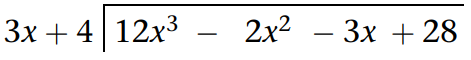 3x + 4 12x³ – 2x² – 3x + 28